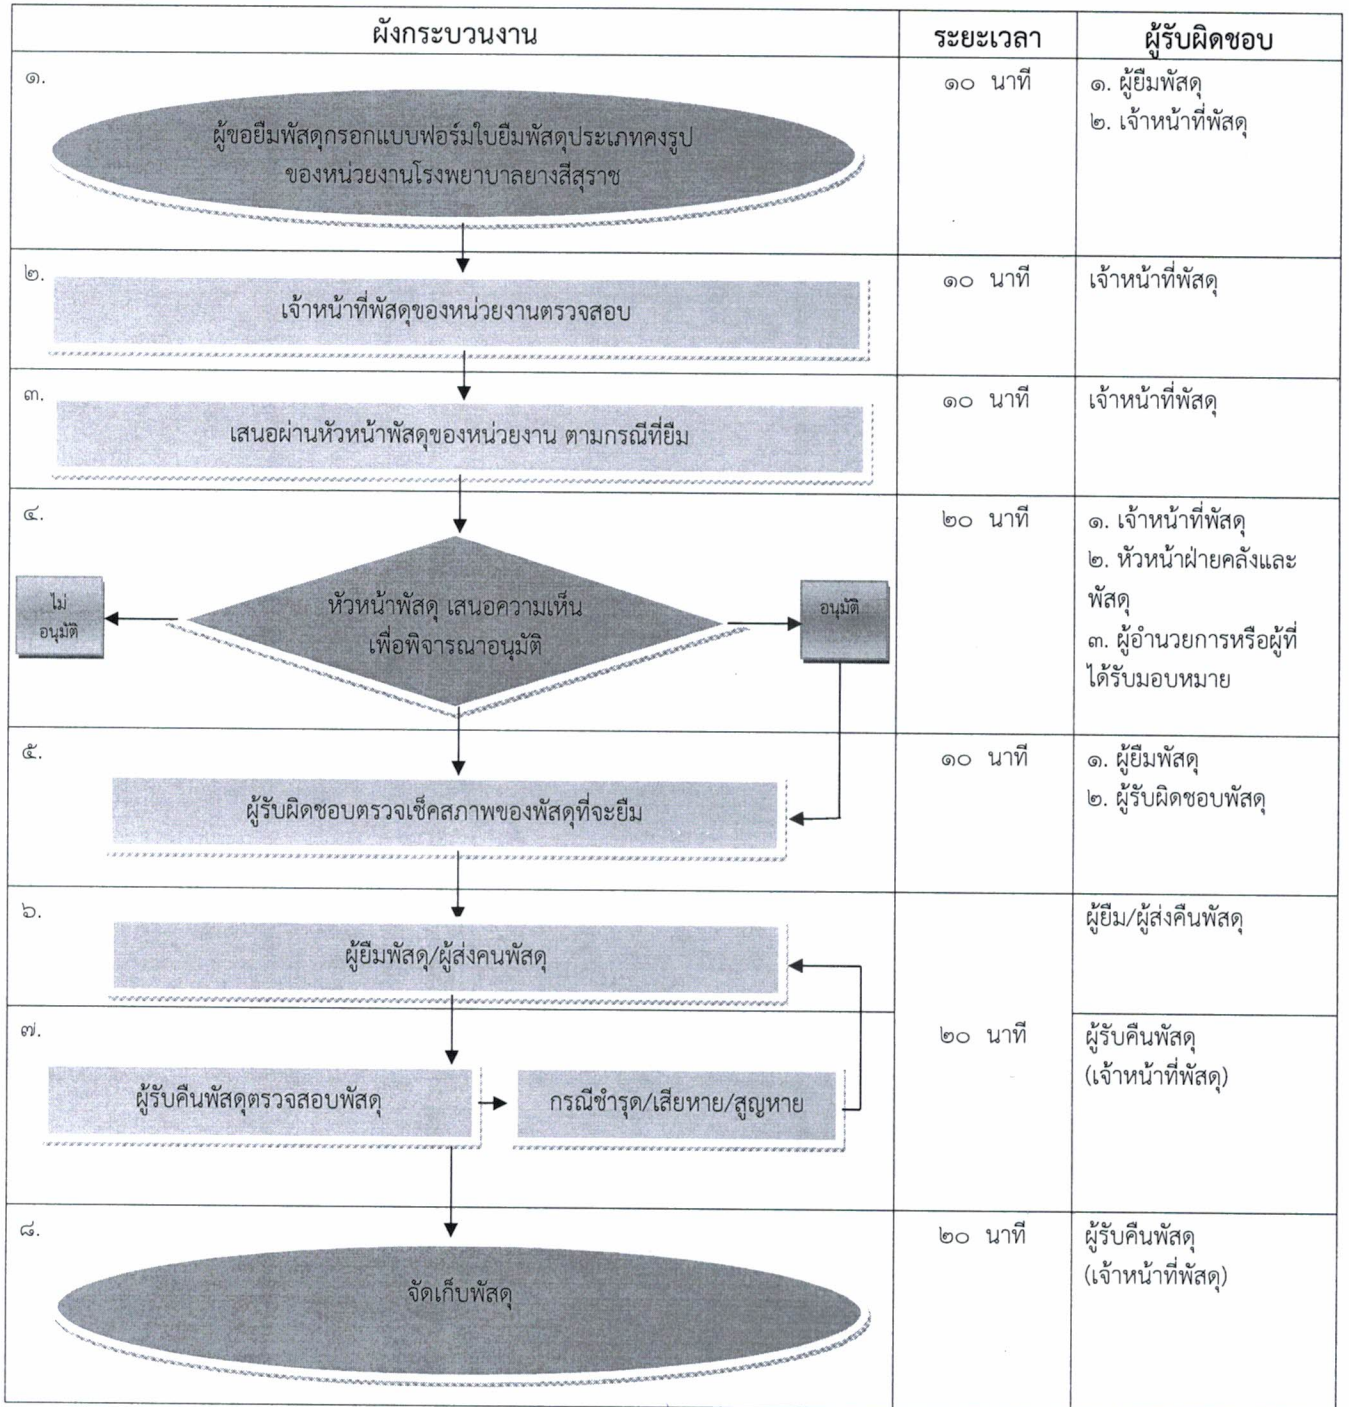 ผังกระบวนงาน ระยะเวลา ผู้รับผิดชอบ
๑.
ผู้ขอยืมพัสดุกรอกแบบฟอร์มใบยืมพัสดุประเภทคงรูป
ของหน่วยงานโรงพยาบาลยางสีสุราช
๑๐ นาที
๑. ผู้ยืมพัสดุ
๒. เจ้าหน้าที่พัสดุ
๒.
เจ้าหน้าที่พัสดุของหน่วยงานตรวจสอบ
๑๐ นาที
เจ้าหน้าที่พัสดุ
๓.
เสนอผ่านหัวหน้าพัสดุของหน่วยงาน ตามกรณีที่ยืม
๑๐ นาที
เจ้าหน้าที่พัสดุ
๔.
ไม่
อนุมัติ
หัวหน้าพัสดุ เสนอความเห็น
เพื่อพิจารณาอนุมัติ
อนุมัติ
๒๐ นาที
๑. เจ้าหน้าที่พัสดุ
๒. หัวหน้าฝ่ายคลังและ
พัสดุ
๓. ผู้อำนวยการหรือผู้ที่
ได้รับมอบหมาย
๕.
ผู้รับผิดชอบตรวจเช็คสภาพของพัสดุที่จะยืม
๑๐ นาที
๑. ผู้ยืมพัสดุ
๒. ผู้รับผิดชอบพัสดุ
๖.
ผู้ยืมพัสดุ/ผู้ส่งคนพัสดุ
ผู้ยืม/ผู้ส่งคืนพัสดุ
๗.
ผู้รับคืนพัสดุตรวจสอบพัสดุ
กรณีชำรุด/เสียหาย/สูญหาย
๒๐ นาที
ผู้รับคืนพัสดุ
(เจ้าหน้าที่พัสดุ)
๘.
จัดเก็บพัสดุ
๒๐ นาที
ผู้รับคืนพัสดุ
(เจ้าหน้าที่พัสดุ)